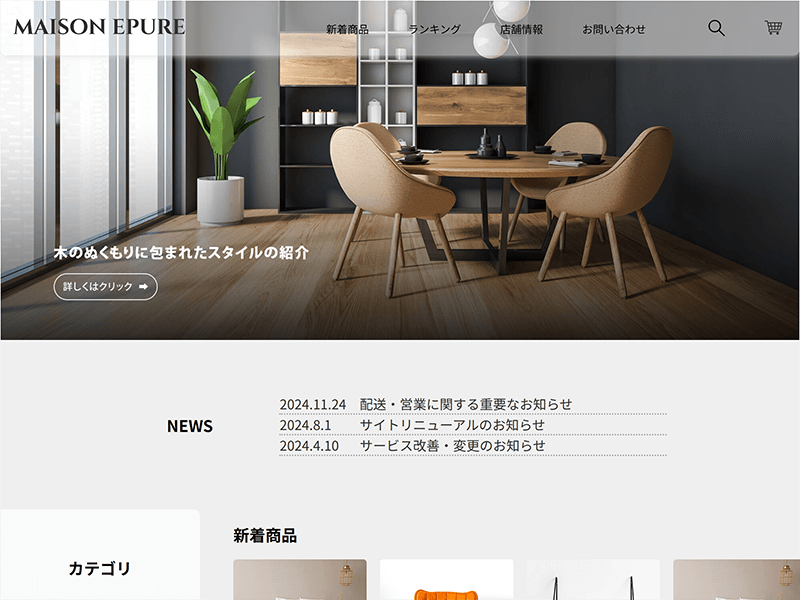 MAISON EPURE
新着商品 ランキング 店舗情報 お問い合わせ
木のぬくもりに包まれたスタイルの紹介
詳しくはクリック ➡
NEWS
2024.11.24 配送・営業に関する重要なお知らせ
2024.8.1 サイトリニューアルのお知らせ
2024.4.10 サービス改善・変更のお知らせ
カテゴリ
新着商品